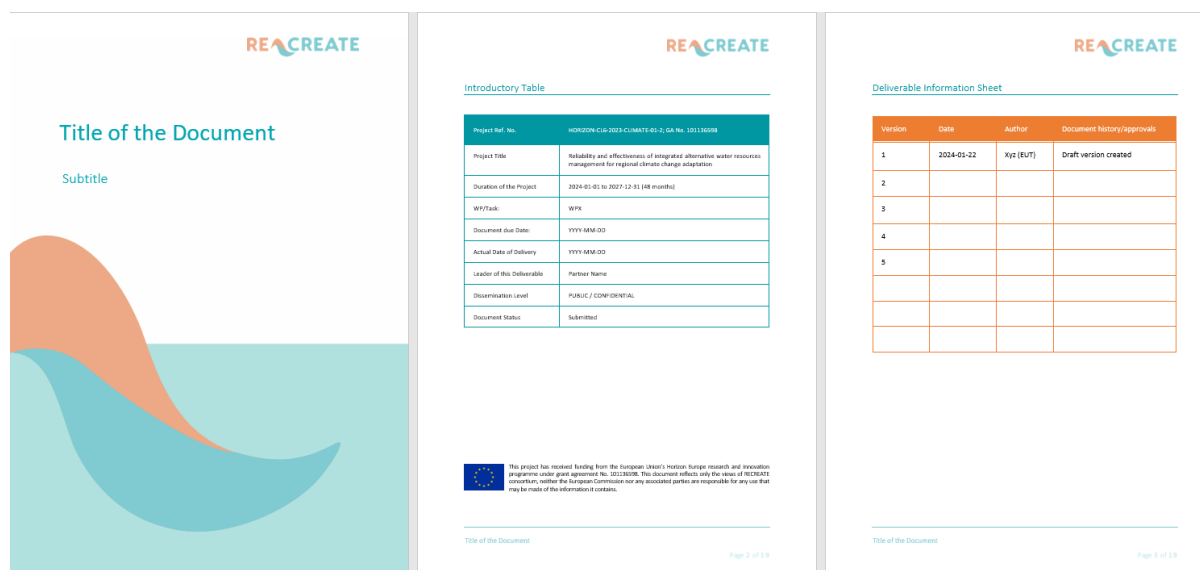 RECREATE
Title of the Document
Subtitle
RECREATE
Introductory Table
Project Ref. No. HORIZON-CL6-2023-CLIMATE-01-2; GA No. 101136598
Project Title Reliability and effectiveness of integrated alternative water resources
management for regional climate change adaptation
Duration of the Project 2024-01-01 to 2027-12-31 (48 months)
WP/Task: WPX
Document due Date: YYYY-MM-DD
Actual Date of Delivery YYYY-MM-DD
Leader of this Deliverable Partner Name
Dissemination Level PUBLIC / CONFIDENTIAL
Document Status Submitted
This project has received funding from the European Union's Horizon Europe research and innovation
programme under grant agreement No. 101136598. This document reflects only the views of RECREATE
consortium, neither the European Commission nor any associated parties are responsible for any use that
may be made of the information it contains.
Title of the Document
Page 2 of 19
RECREATE
Deliverable Information Sheet
Version Date Author Document history/approvals
1 2024-01-22 Xyz (EUT) Draft version created
2
3
4
5
Title of the Document
Page 3 of 19